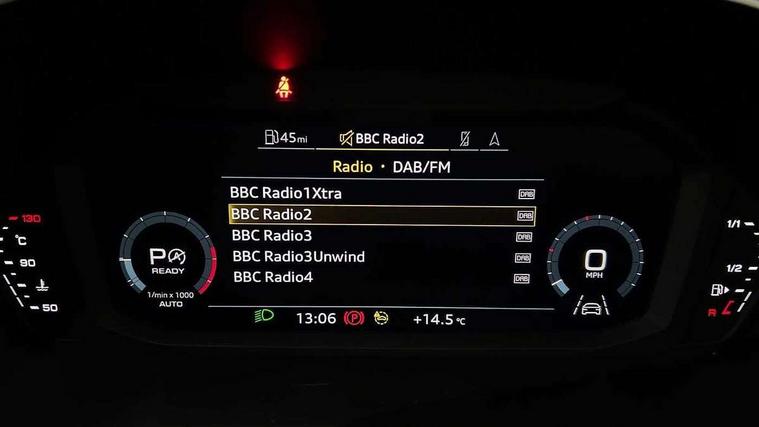 45mi BBC Radio2
Radio • DAB/FM
BBC Radio1Xtra DAB
BBC Radio2 DAB
BBC Radio3 DAB
BBC Radio3Unwind DAB
BBC Radio4 DAB
130
°C
90
50
P A
READY
1/min x 1000
AUTO
0
MPH
1/1
1/2
R
13:06 P +14.5°C